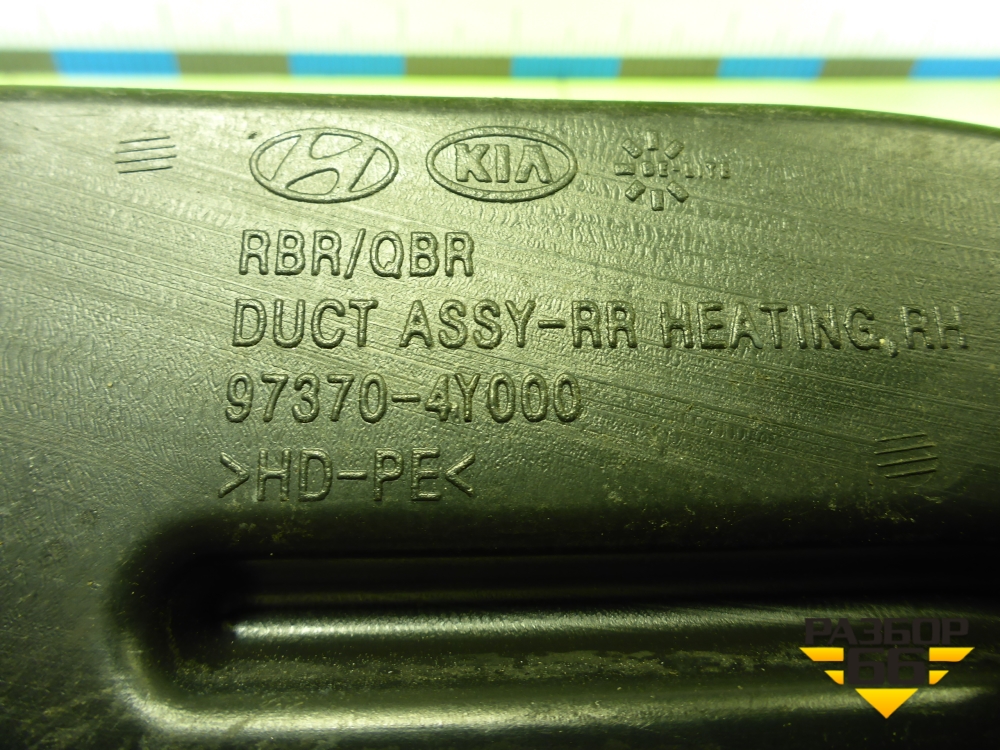 KIA
RBR/QBR
DUCT ASSY-RR HEATING,RH
97370-4Y000
>HD-PE<
РАЗБОР
66